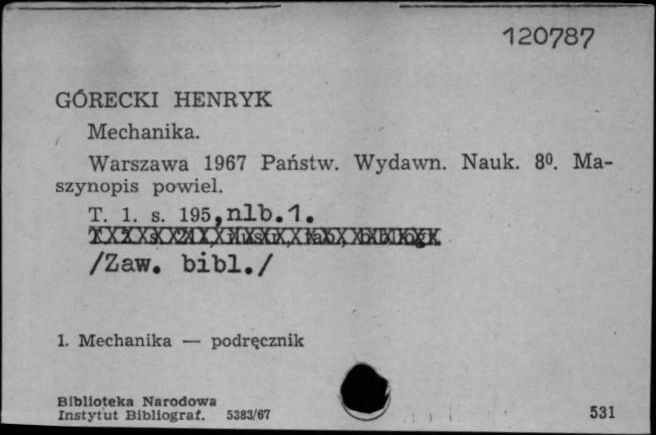 120787
GÓRECKI HENRYK
Mechanika.
Warszawa 1967 Państw. Wydawn. Nauk. 8⁰. Ma-
szynopis powiel.
T. 1. s. 195, nlb.1.
/Zaw. bibl./
1. Mechanika — podręcznik
Biblioteka Narodowa
Instytut Bibliograf. 5383/67
531